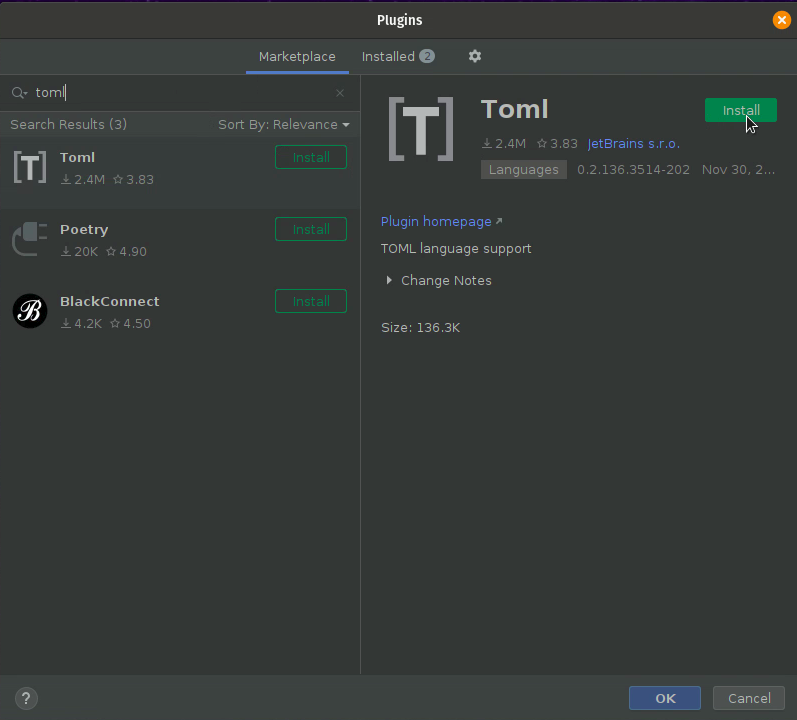 Plugins
Marketplace Installed 2
toml
Search Results (3) Sort By: Relevance
[T] Toml Install
2.4M 3.83
Poetry Install
20K 4.90
B BlackConnect Install
4.2K 4.50
[T] Toml Install
2.4M 3.83 JetBrains s.r.o.
Languages 0.2.136.3514-202 Nov 30, 2...
Plugin homepage
TOML language support
Change Notes
Size: 136.3K
? OK Cancel